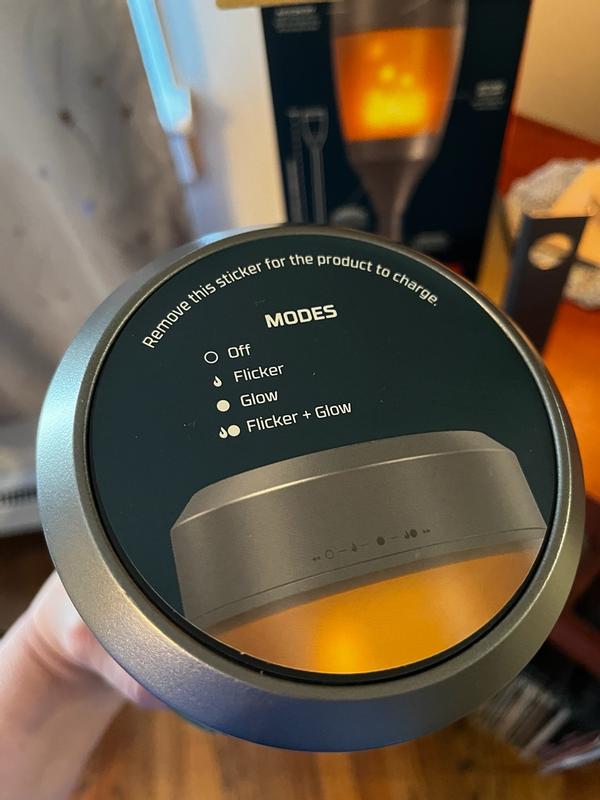 Remove this sticker for the product to charge.
MODES
Off
Flicker
Glow
Flicker + Glow